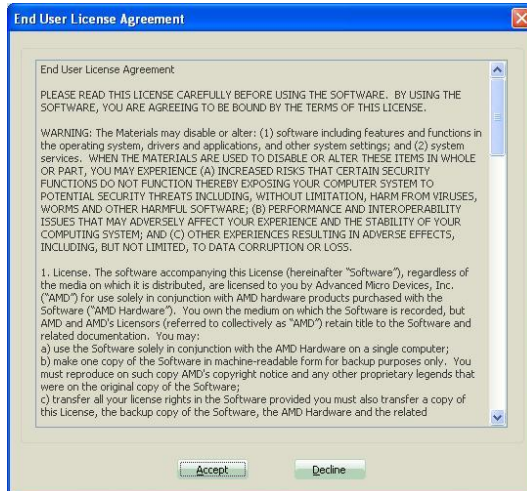 End User License Agreement
End User License Agreement
PLEASE READ THIS LICENSE CAREFULLY BEFORE USING THE SOFTWARE. BY USING THE
SOFTWARE, YOU ARE AGREEING TO BE BOUND BY THE TERMS OF THIS LICENSE.
WARNING: The Materials may disable or alter: (1) software including features and functions in
the operating system, drivers and applications, and other system settings; and (2) system
services. WHEN THE MATERIALS ARE USED TO DISABLE OR ALTER THESE ITEMS IN WHOLE
OR PART, YOU MAY EXPERIENCE (A) INCREASED RISKS THAT CERTAIN SECURITY
FUNCTIONS DO NOT FUNCTION THEREBY EXPOSING YOUR COMPUTER SYSTEM TO
POTENTIAL SECURITY THREATS INCLUDING, WITHOUT LIMITATION, HARM FROM VIRUSES,
WORMS AND OTHER HARMFUL SOFTWARE; (B) PERFORMANCE AND INTEROPERABILITY
ISSUES THAT MAY ADVERSELY AFFECT YOUR EXPERIENCE AND THE STABILITY OF YOUR
COMPUTING SYSTEM; AND (C) OTHER EXPERIENCES RESULTING IN ADVERSE EFFECTS,
INCLUDING, BUT NOT LIMITED, TO DATA CORRUPTION OR LOSS.
1. License. The software accompanying this License (hereinafter “Software”), regardless of
the media on which it is distributed, are licensed to you by Advanced Micro Devices, Inc.
(“AMD”) for use solely in conjunction with AMD hardware products purchased with the
Software (“AMD Hardware”). You own the medium on which the Software is recorded, but
AMD and AMD’s Licensors (referred to collectively as “AMD”) retain title to the Software and
related documentation. You may:
a) use the Software solely in conjunction with the AMD Hardware on a single computer;
b) make one copy of the Software in machine-readable form for backup purposes only. You
must reproduce on such copy AMD’s copyright notice and any other proprietary legends that
were on the original copy of the Software;
c) transfer all your license rights in the Software provided you must also transfer a copy of
this License, the backup copy of the Software, the AMD Hardware and the related
Accept Decline